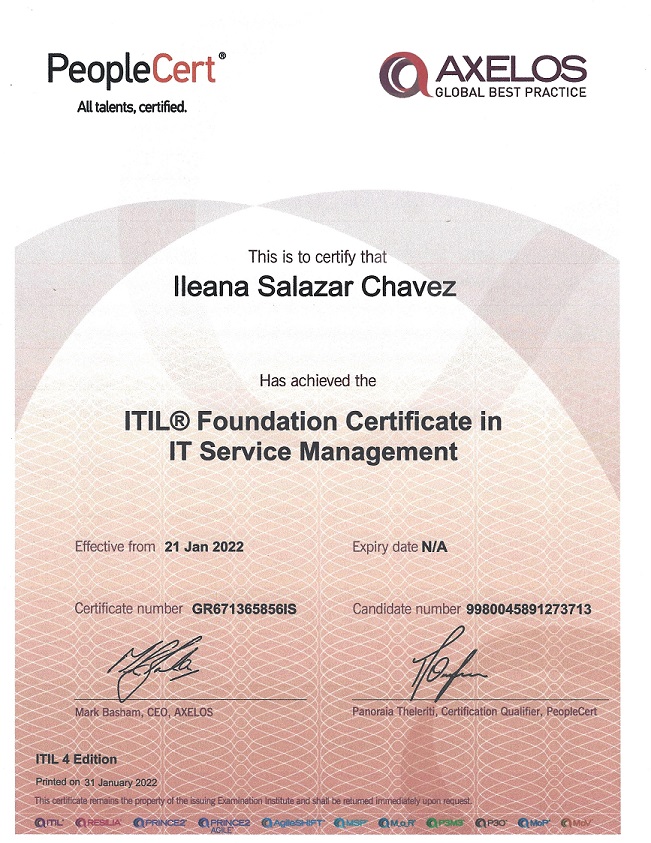 PeopleCert®
All talents, certified.
AXELOS
GLOBAL BEST PRACTICE
This is to certify that
Ileana Salazar Chavez
Has achieved the
ITIL® Foundation Certificate in
IT Service Management
Effective from 21 Jan 2022
Expiry date N/A
Certificate number GR671365856IS
Candidate number 9980045891273713
Mark Basham, CEO, AXELOS
Panoraia Theleriti, Certification Qualifier, PeopleCert
ITIL 4 Edition
Printed on 31 January 2022
This certificate remains the property of the issuing Examination Institute and shall be returned immediately upon request.
ITIL® RESILIA® PRINCE2® PRINCE2 AGILE® AgileSHIFT® MSP® M_o_R® P3M3® P3O® MoP® MoV®